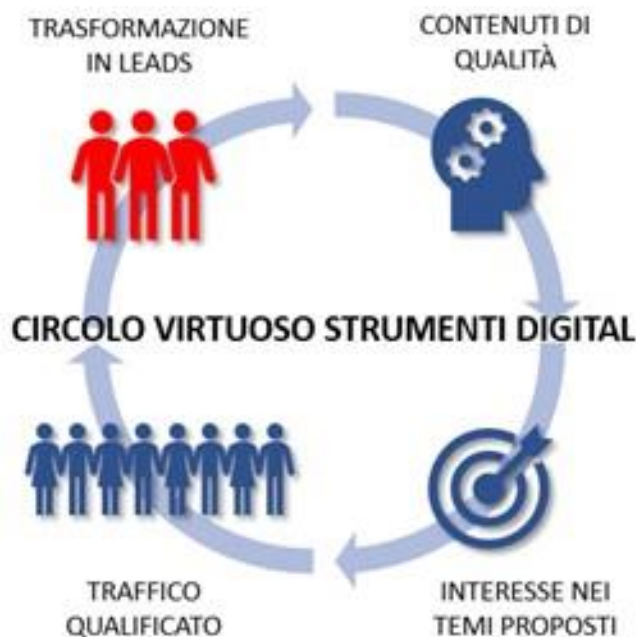 TRASFORMAZIONE
IN LEADS
CONTENUTI DI
QUALITÀ
CIRCOLO VIRTUOSO STRUMENTI DIGITAL
TRAFFICO
QUALIFICATO
INTERESSE NEI
TEMI PROPOSTI